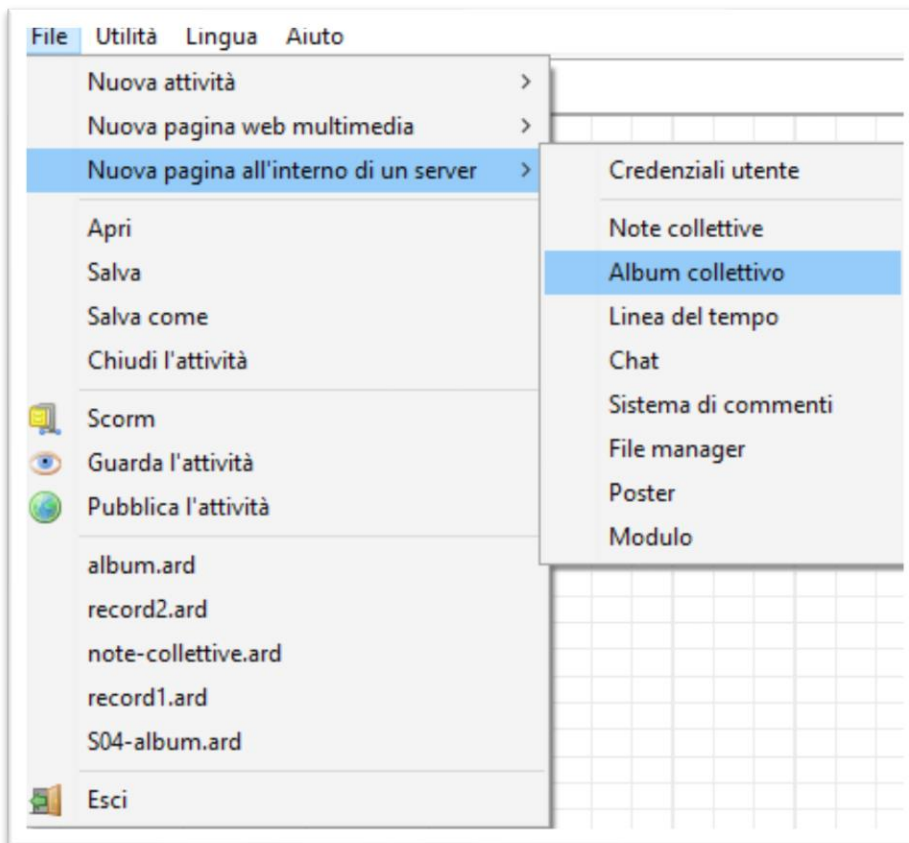 File Utilità Lingua Aiuto
Nuova attività
Nuova pagina web multimedia
Nuova pagina all'interno di un server
Apri
Salva
Salva come
Chiudi l'attività
Scorm
Guarda l'attività
Pubblica l'attività
album.ard
record2.ard
note-collettive.ard
record1.ard
S04-album.ard
Esci
Credenziali utente
Note collettive
Album collettivo
Linea del tempo
Chat
Sistema di commenti
File manager
Poster
Modulo